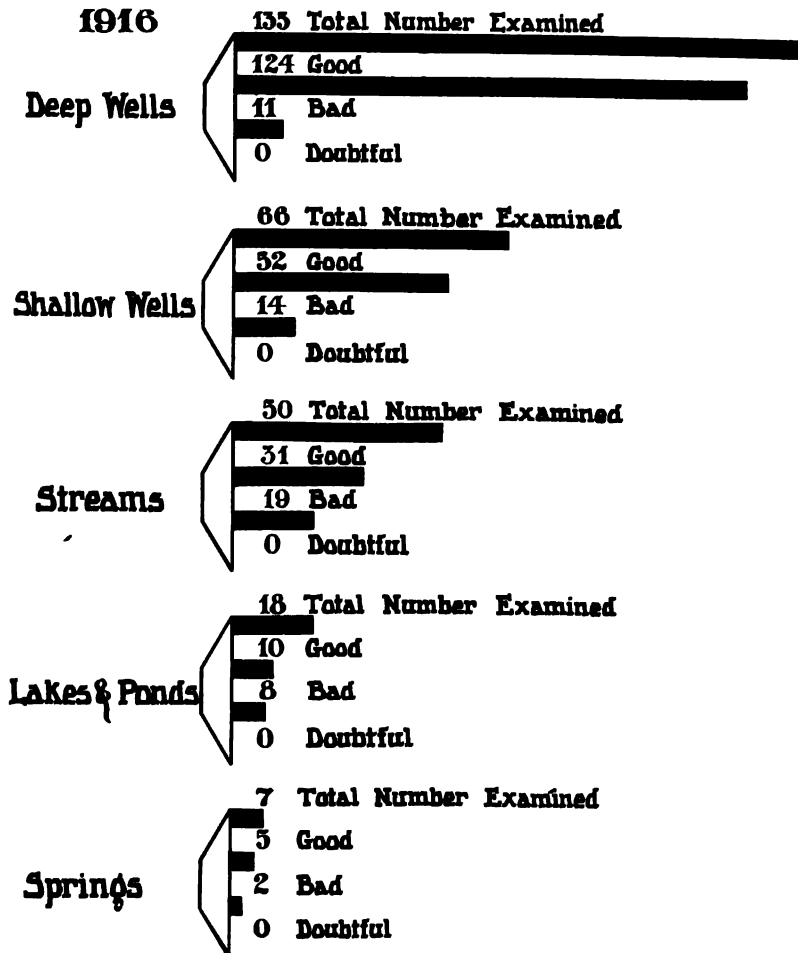 1916
135 Total Number Examined
124 Good
Deep Wells
11 Bad
0 Doubtful
66 Total Number Examined
52 Good
Shallow Wells
14 Bad
0 Doubtful
50 Total Number Examined
31 Good
Streams
19 Bad
0 Doubtful
18 Total Number Examined
10 Good
Lakes & Ponds
8 Bad
0 Doubtful
7 Total Number Examined
5 Good
Springs
2 Bad
0 Doubtful